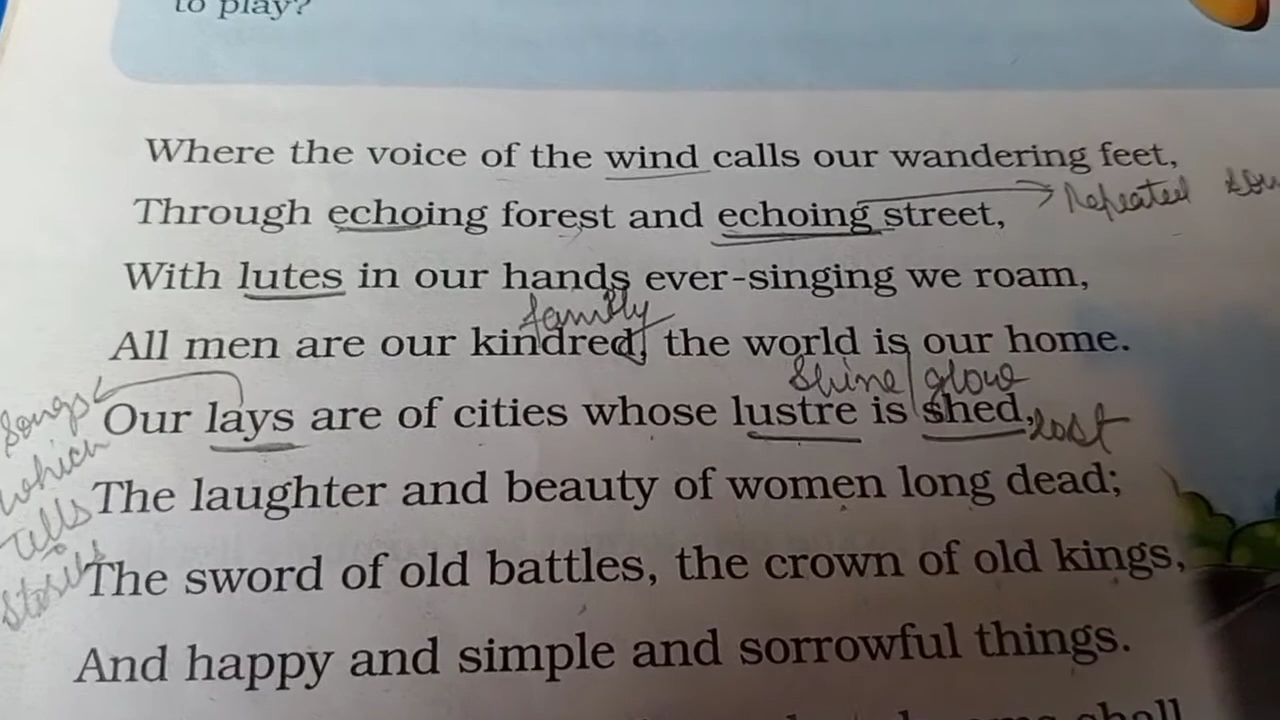 to play?
Where the voice of the wind calls our wandering feet,
Through echoing forest and echoing street,
Repeated
With lutes in our hands ever-singing we roam,
family
All men are our kindred, the world is our home.
Shine/glow
Our lays are of cities whose lustre is shed,
lost
Songs
which
tells
stories
The laughter and beauty of women long dead;
The sword of old battles, the crown of old kings,
And happy and simple and sorrowful things.
shall